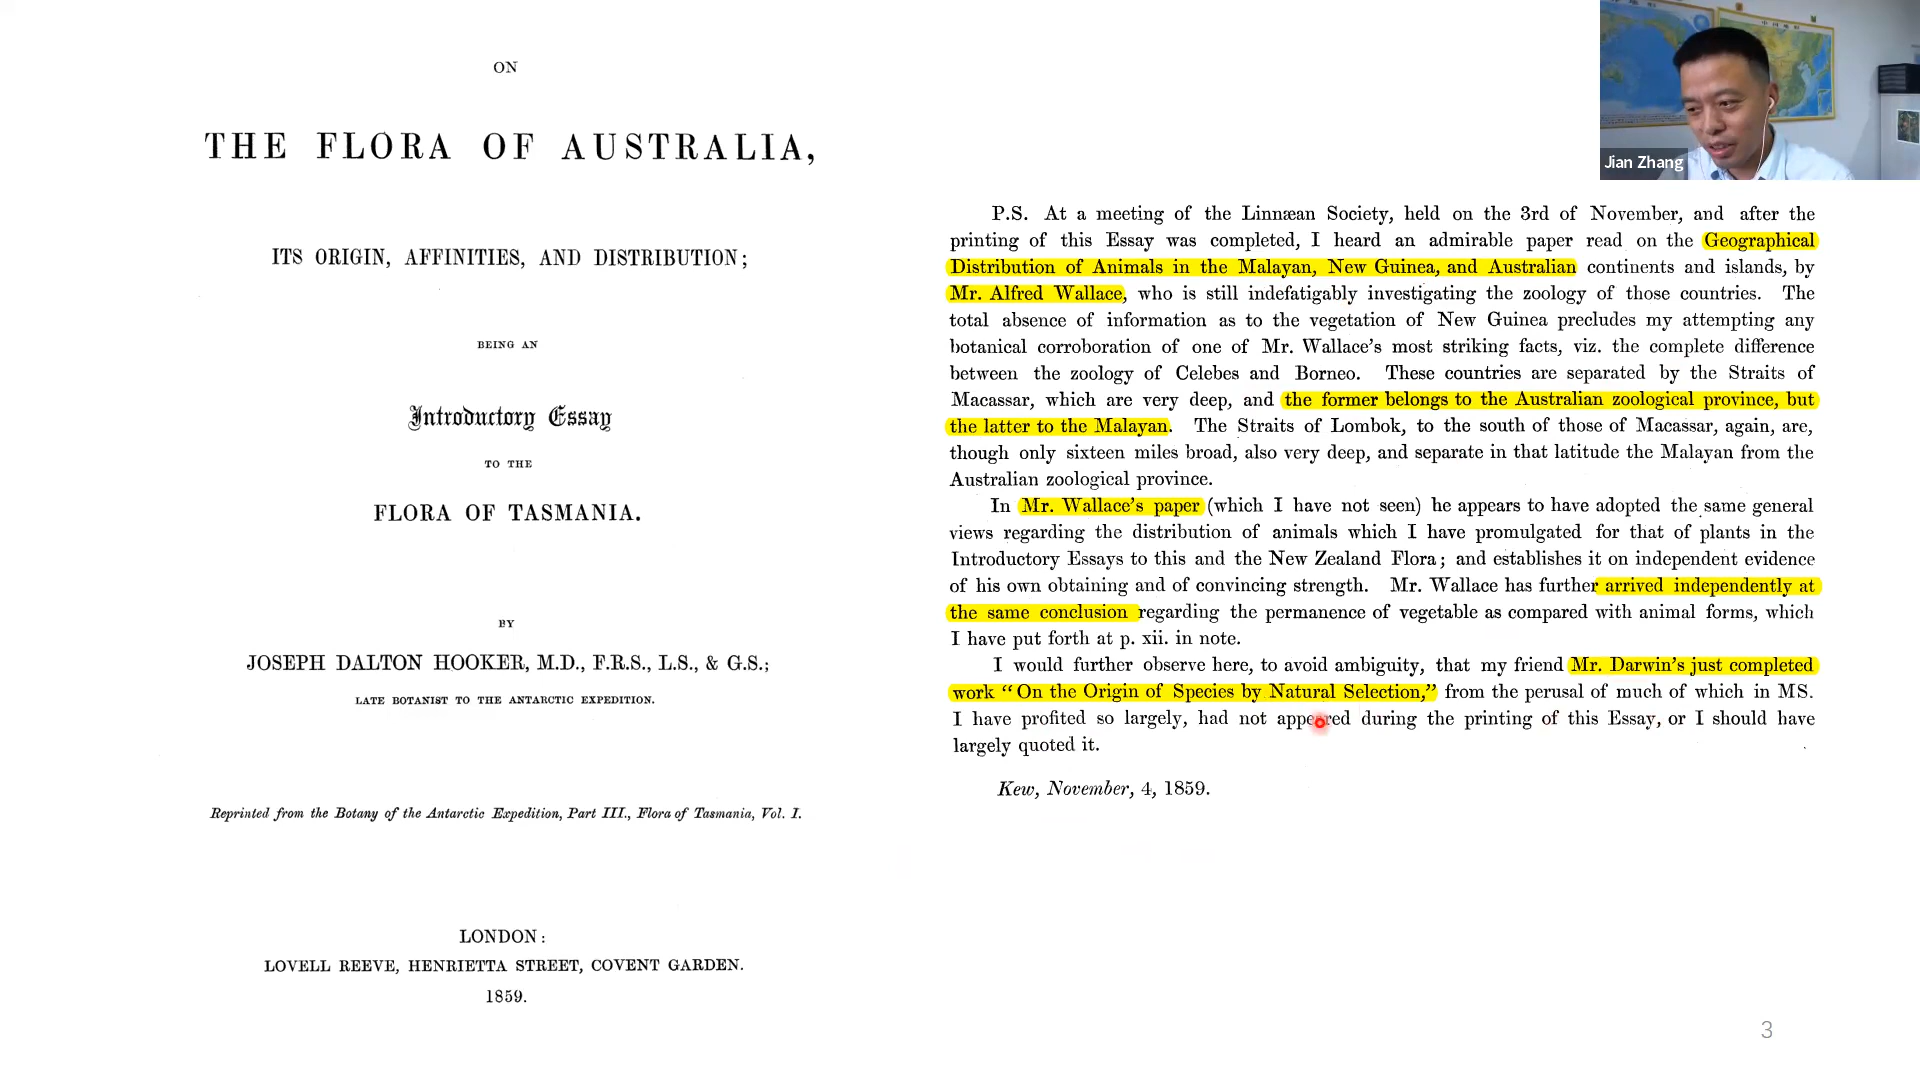 ON
THE FLORA OF AUSTRALIA,
ITS ORIGIN, AFFINITIES, AND DISTRIBUTION;
BEING AN
Introductory Essay
TO THE
FLORA OF TASMANIA.
BY
JOSEPH DALTON HOOKER, M.D., F.R.S., L.S., & G.S.;
LATE BOTANIST TO THE ANTARCTIC EXPEDITION.
Reprinted from the Botany of the Antarctic Expedition, Part III., Flora of Tasmania, Vol. I.
LONDON:
LOVELL REEVE, HENRIETTA STREET, COVENT GARDEN.
1859.
Jian Zhang
P.S. At a meeting of the Linnæan Society, held on the 3rd of November, and after the
printing of this Essay was completed, I heard an admirable paper read on the Geographical
Distribution of Animals in the Malayan, New Guinea, and Australian continents and islands, by
Mr. Alfred Wallace, who is still indefatigably investigating the zoology of those countries. The
total absence of information as to the vegetation of New Guinea precludes my attempting any
botanical corroboration of one of Mr. Wallace's most striking facts, viz. the complete difference
between the zoology of Celebes and Borneo. These countries are separated by the Straits of
Macassar, which are very deep, and the former belongs to the Australian zoological province, but
the latter to the Malayan. The Straits of Lombok, to the south of those of Macassar, again, are,
though only sixteen miles broad, also very deep, and separate in that latitude the Malayan from the
Australian zoological province.
In Mr. Wallace's paper (which I have not seen) he appears to have adopted the same general
views regarding the distribution of animals which I have promulgated for that of plants in the
Introductory Essays to this and the New Zealand Flora; and establishes it on independent evidence
of his own obtaining and of convincing strength. Mr. Wallace has further arrived independently at
the same conclusion regarding the permanence of vegetable as compared with animal forms, which
I have put forth at p. xii. in note.
I would further observe here, to avoid ambiguity, that my friend Mr. Darwin's just completed
work "On the Origin of Species by Natural Selection," from the perusal of much of which in MS.
I have profited so largely, had not appeared during the printing of this Essay, or I should have
largely quoted it.
Kew, November, 4, 1859.
3